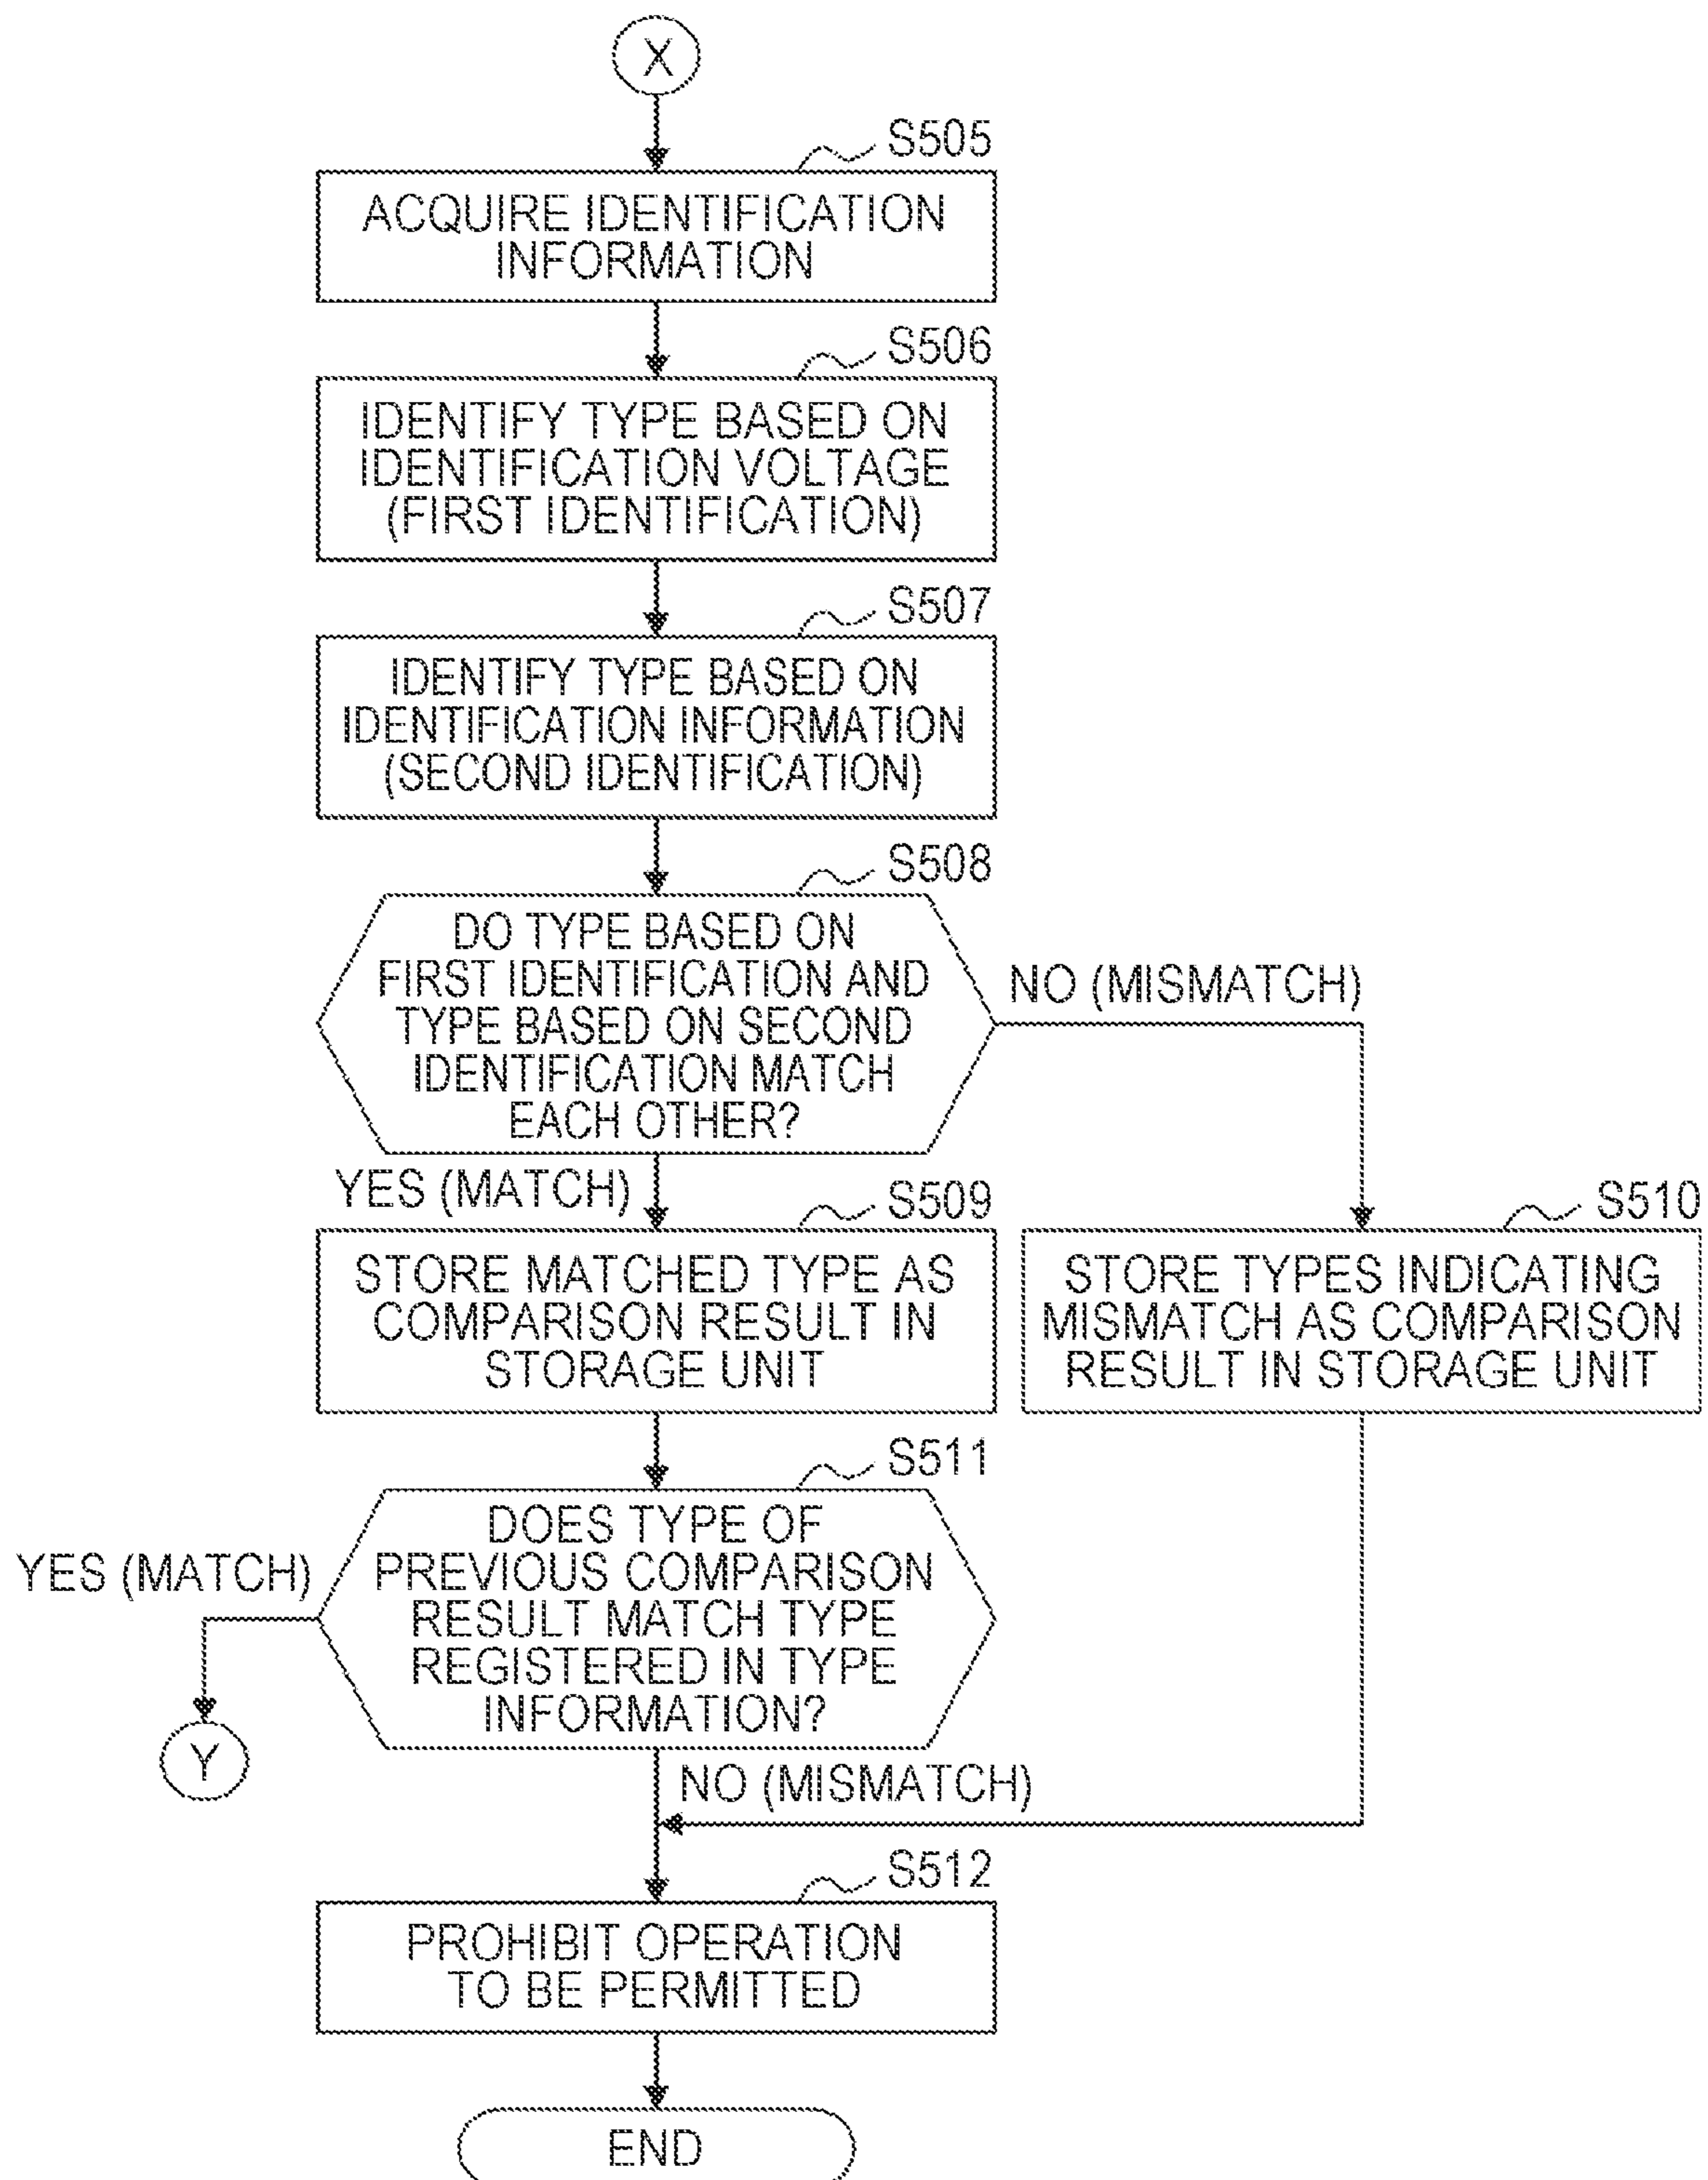 X
S505
ACQUIRE IDENTIFICATION
INFORMATION
S506
IDENTIFY TYPE BASED ON
IDENTIFICATION VOLTAGE
(FIRST IDENTIFICATION)
S507
IDENTIFY TYPE BASED ON
IDENTIFICATION INFORMATION
(SECOND IDENTIFICATION)
S508
DO TYPE BASED ON
FIRST IDENTIFICATION AND
TYPE BASED ON SECOND
IDENTIFICATION MATCH
EACH OTHER?
NO (MISMATCH)
YES (MATCH)
S509
STORE MATCHED TYPE AS
COMPARISON RESULT IN
STORAGE UNIT
S510
STORE TYPES INDICATING
MISMATCH AS COMPARISON
RESULT IN STORAGE UNIT
S511
DOES TYPE OF
PREVIOUS COMPARISON
RESULT MATCH TYPE
REGISTERED IN TYPE
INFORMATION?
YES (MATCH)
Y
NO (MISMATCH)
S512
PROHIBIT OPERATION
TO BE PERMITTED
END